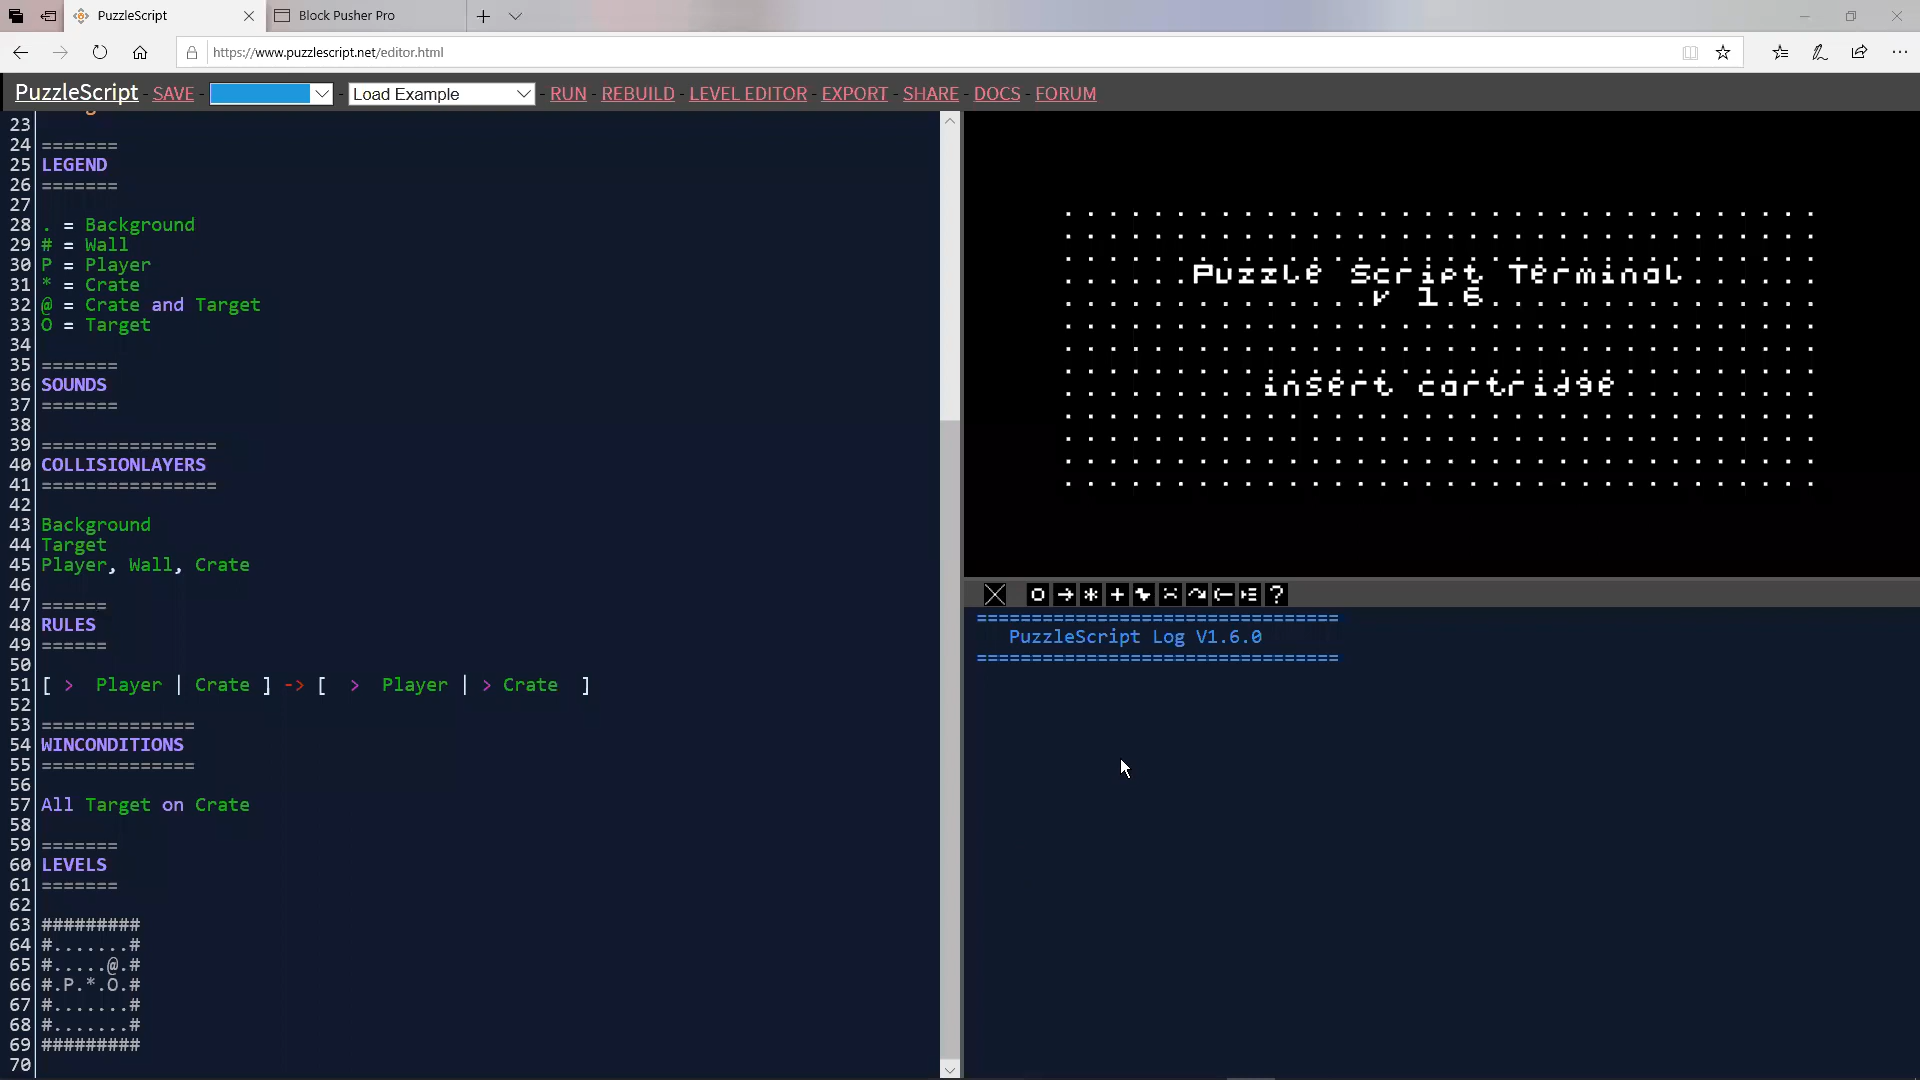 PuzzleScript
Block Pusher Pro
https://www.puzzlescript.net/editor.html
PuzzleScript - SAVE - Load Example - RUN - REBUILD - LEVEL EDITOR - EXPORT - SHARE - DOCS - FORUM
23
24 =======
25 LEGEND
26 =======
27
28 . = Background
29 # = Wall
30 P = Player
31 * = Crate
32 @ = Crate and Target
33 O = Target
34
35 =======
36 SOUNDS
37 =======
38
39 ================
40 COLLISIONLAYERS
41 ================
42
43 Background
44 Target
45 Player, Wall, Crate
46
47 ======
48 RULES
49 ======
50
51 [ >  Player | Crate ] -> [  >  Player | > Crate  ]
52
53 ==============
54 WINCONDITIONS
55 ==============
56
57 All Target on Crate
58
59 =======
60 LEVELS
61 =======
62
63 #########
64 #.......#
65 #.....@.#
66 #.P.*.O.#
67 #.......#
68 #.......#
69 #########
70
Puzzle Script Terminal
v 1.6
insert cartridge
=================================
PuzzleScript Log V1.6.0
=================================